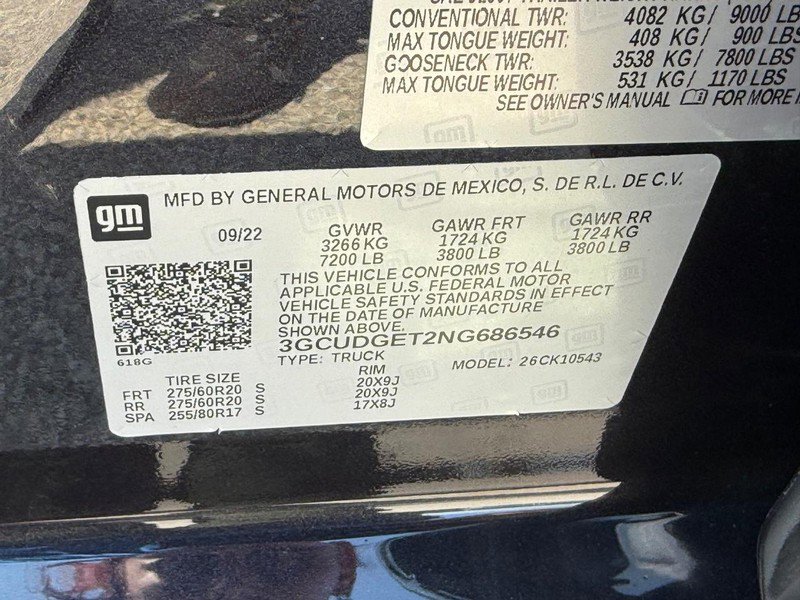 CONVENTIONAL TWR: 4082 KG/ 9000 LB
MAX TONGUE WEIGHT: 408 KG/ 900 LBS
GOOSENECK TWR: 3538 KG/ 7800 LBS
MAX TONGUE WEIGHT: 531 KG/ 1170 LBS
SEE OWNER'S MANUAL FOR MORE
gm
MFD BY GENERAL MOTORS DE MEXICO, S. DE R.L. DE C.V.
09/22 GVWR GAWR FRT GAWR RR
3266 KG 1724 KG 1724 KG
7200 LB 3800 LB 3800 LB
THIS VEHICLE CONFORMS TO ALL
APPLICABLE U.S. FEDERAL MOTOR
VEHICLE SAFETY STANDARDS IN EFFECT
ON THE DATE OF MANUFACTURE
SHOWN ABOVE.
618G
3GCUDGET2NG686546
TYPE: TRUCK MODEL: 26CK10543
TIRE SIZE RIM
FRT 275/60R20 S 20X9J
RR 275/60R20 S 20X9J
SPA 255/80R17 S 17X8J